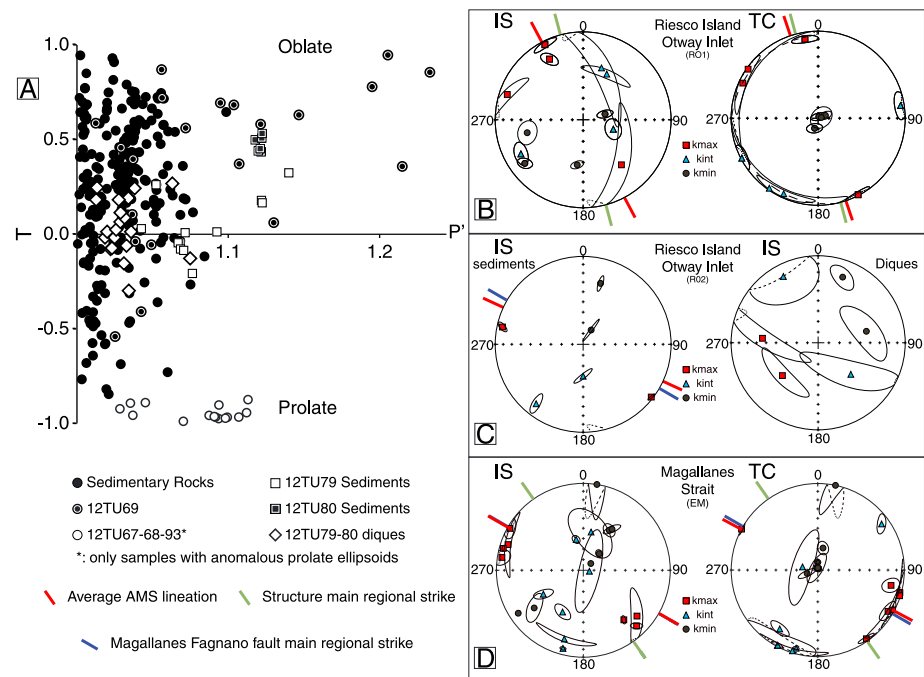 A
1.0
0.5
0.0
-0.5
-1.0
T
Oblate
Prolate
1.1
1.2
P'
Sedimentary Rocks
12TU69
12TU67-68-93*
12TU79 Sediments
12TU80 Sediments
12TU79-80 diques
*: only samples with anomalous prolate ellipsoids
Average AMS lineation
Structure main regional strike
Magallanes Fagnano fault main regional strike
B
IS
0
Riesco Island
Otway Inlet
(RO1)
TC
0
270
90
270
90
kmax
kint
kmin
180
180
C
IS
sediments
0
Riesco Island
Otway Inlet
(R02)
IS
Diques
0
270
90
270
90
kmax
kint
kmin
180
180
D
IS
0
Magallanes
Strait
(EM)
TC
0
270
90
270
90
kmax
kint
kmin
180
180